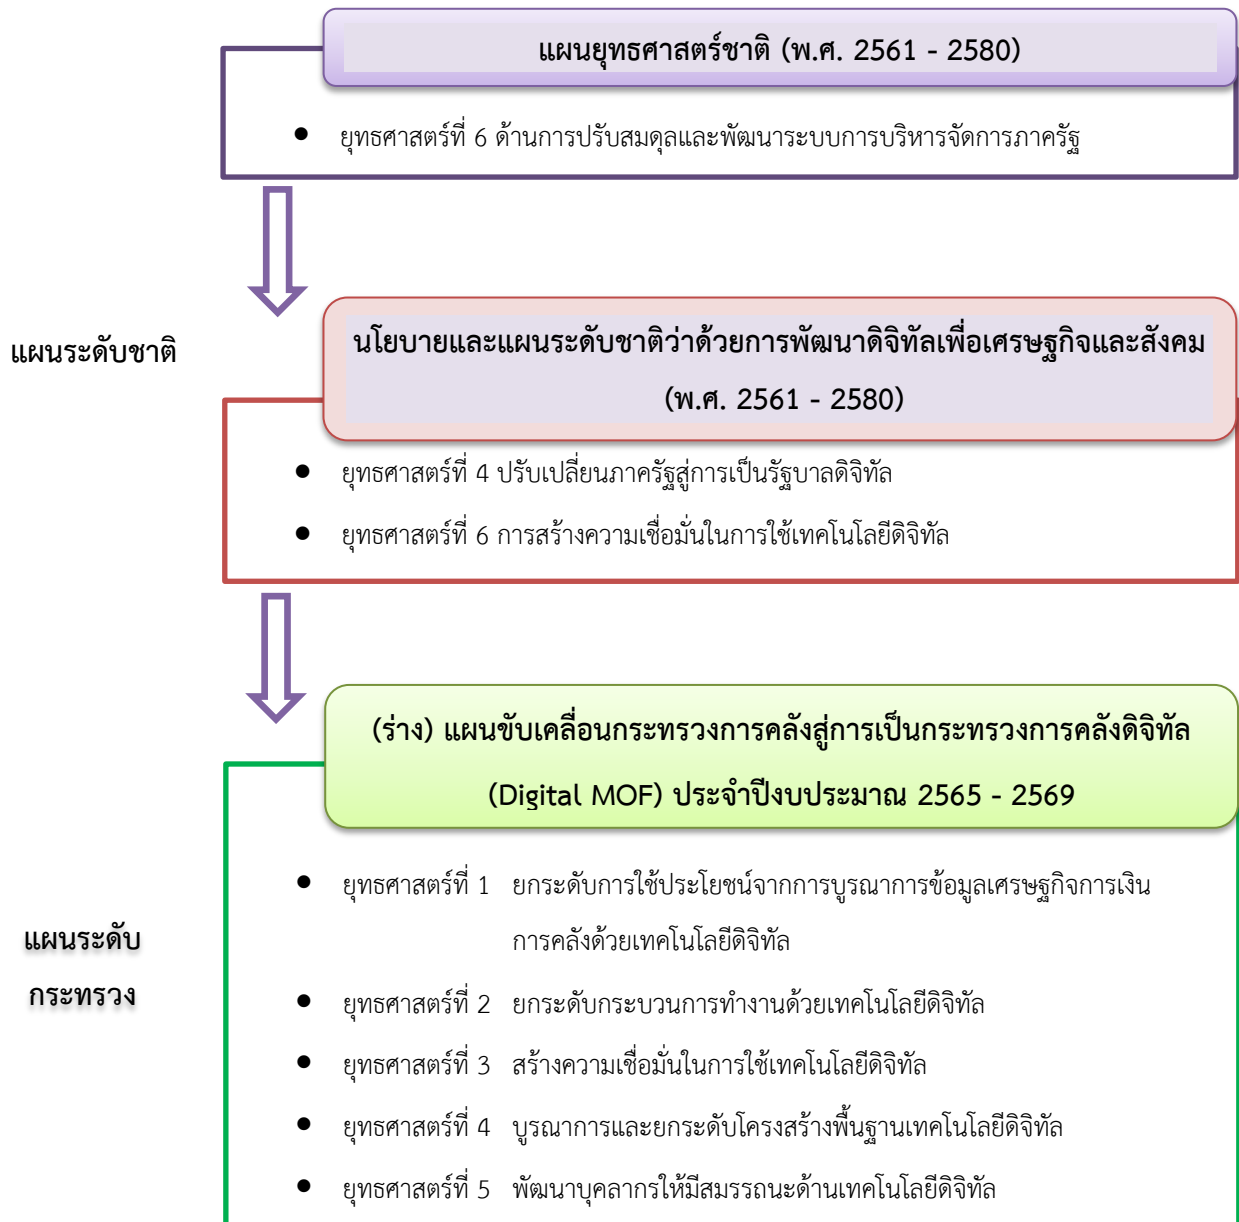 แผนยุทธศาสตร์ชาติ (พ.ศ. 2561 - 2580)
● ยุทธศาสตร์ที่ 6 ด้านการปรับสมดุลและพัฒนาระบบการบริหารจัดการภาครัฐ
แผนระดับชาติ
นโยบายและแผนระดับชาติว่าด้วยการพัฒนาดิจิทัลเพื่อเศรษฐกิจและสังคม
(พ.ศ. 2561 - 2580)
● ยุทธศาสตร์ที่ 4 ปรับเปลี่ยนภาครัฐสู่การเป็นรัฐบาลดิจิทัล
● ยุทธศาสตร์ที่ 6 การสร้างความเชื่อมั่นในการใช้เทคโนโลยีดิจิทัล
(ร่าง) แผนขับเคลื่อนกระทรวงการคลังสู่การเป็นกระทรวงการคลังดิจิทัล
(Digital MOF) ประจำปีงบประมาณ 2565 - 2569
แผนระดับ
กระทรวง
● ยุทธศาสตร์ที่ 1 ยกระดับการใช้ประโยชน์จากการบูรณาการข้อมูลเศรษฐกิจการเงิน
การคลังด้วยเทคโนโลยีดิจิทัล
● ยุทธศาสตร์ที่ 2 ยกระดับกระบวนการทำงานด้วยเทคโนโลยีดิจิทัล
● ยุทธศาสตร์ที่ 3 สร้างความเชื่อมั่นในการใช้เทคโนโลยีดิจิทัล
● ยุทธศาสตร์ที่ 4 บูรณาการและยกระดับโครงสร้างพื้นฐานเทคโนโลยีดิจิทัล
● ยุทธศาสตร์ที่ 5 พัฒนาบุคลากรให้มีสมรรถนะด้านเทคโนโลยีดิจิทัล